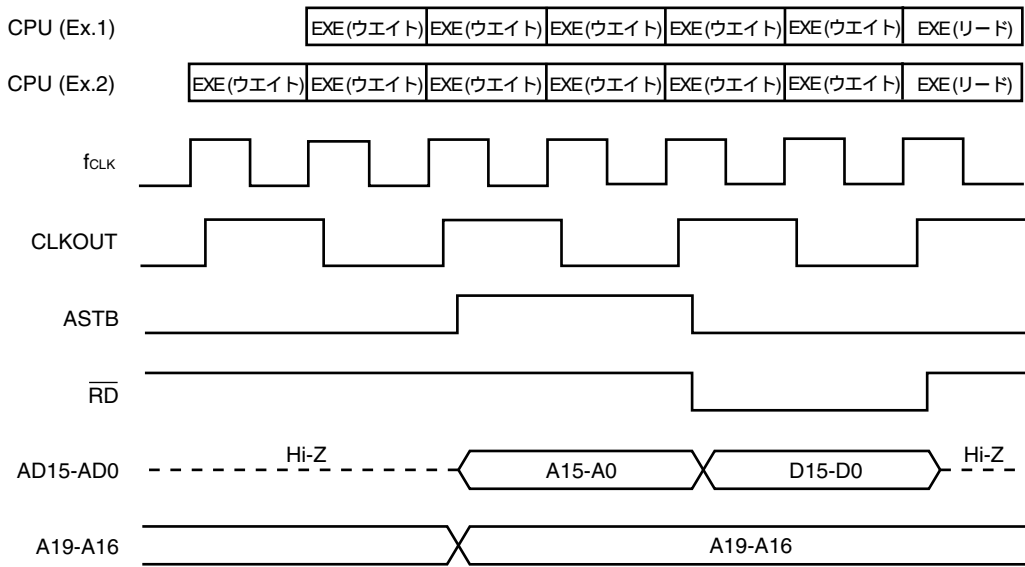 CPU (Ex.1) EXE(ウエイト) EXE(ウエイト) EXE(ウエイト) EXE(ウエイト) EXE(ウエイト) EXE(リード)
CPU (Ex.2) EXE(ウエイト) EXE(ウエイト) EXE(ウエイト) EXE(ウエイト) EXE(ウエイト) EXE(ウエイト) EXE(リード)
fCLK
CLKOUT
ASTB
RD
AD15-AD0 Hi-Z A15-A0 D15-D0 Hi-Z
A19-A16 A19-A16